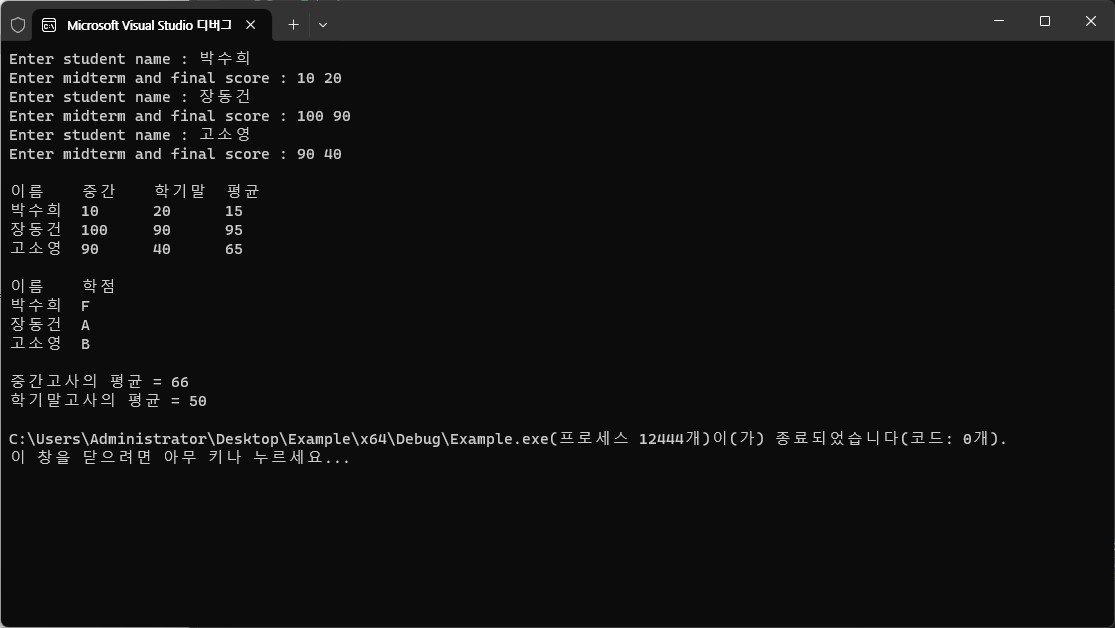 Microsoft Visual Studio 디버그
Enter student name : 박수희
Enter midterm and final score : 10 20
Enter student name : 장동건
Enter midterm and final score : 100 90
Enter student name : 고소영
Enter midterm and final score : 90 40
이름 중간 학기말 평균
박수희 10 20 15
장동건 100 90 95
고소영 90 40 65
이름 학점
박수희 F
장동건 A
고소영 B
중간고사의 평균 = 66
학기말고사의 평균 = 50
C:\Users\Administrator\Desktop\Example\x64\Debug\Example.exe(프로세스 12444개)이(가) 종료되었습니다(코드: 0개).
이 창을 닫으려면 아무 키나 누르세요...